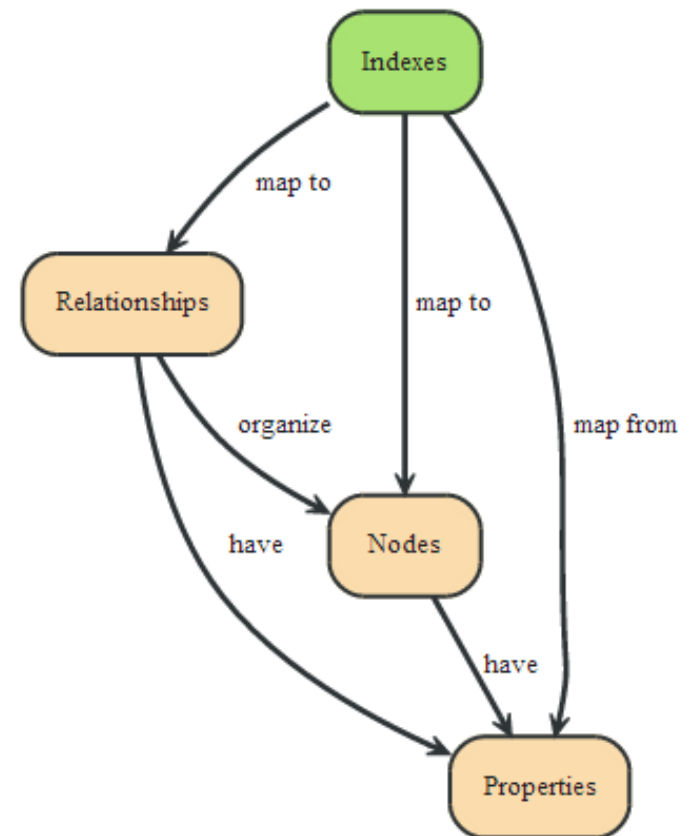 Indexes
map to
Relationships
map to
organize
map from
have
Nodes
have
Properties